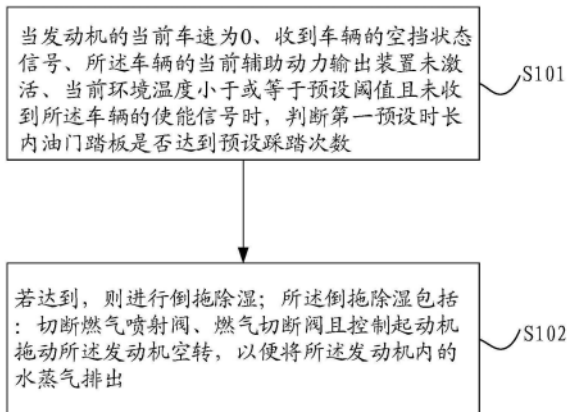 当发动机的当前车速为0、收到车辆的空挡状态
信号、所述车辆的当前辅助动力输出装置未激
活、当前环境温度小于或等于预设阈值且未收
到所述车辆的使能信号时，判断第一预设时长
内油门踏板是否达到预设踩踏次数
S101
若达到，则进行倒拖除湿；所述倒拖除湿包括
：切断燃气喷射阀、燃气切断阀且控制起动机
拖动所述发动机空转，以便将所述发动机内的
水蒸气排出
S102